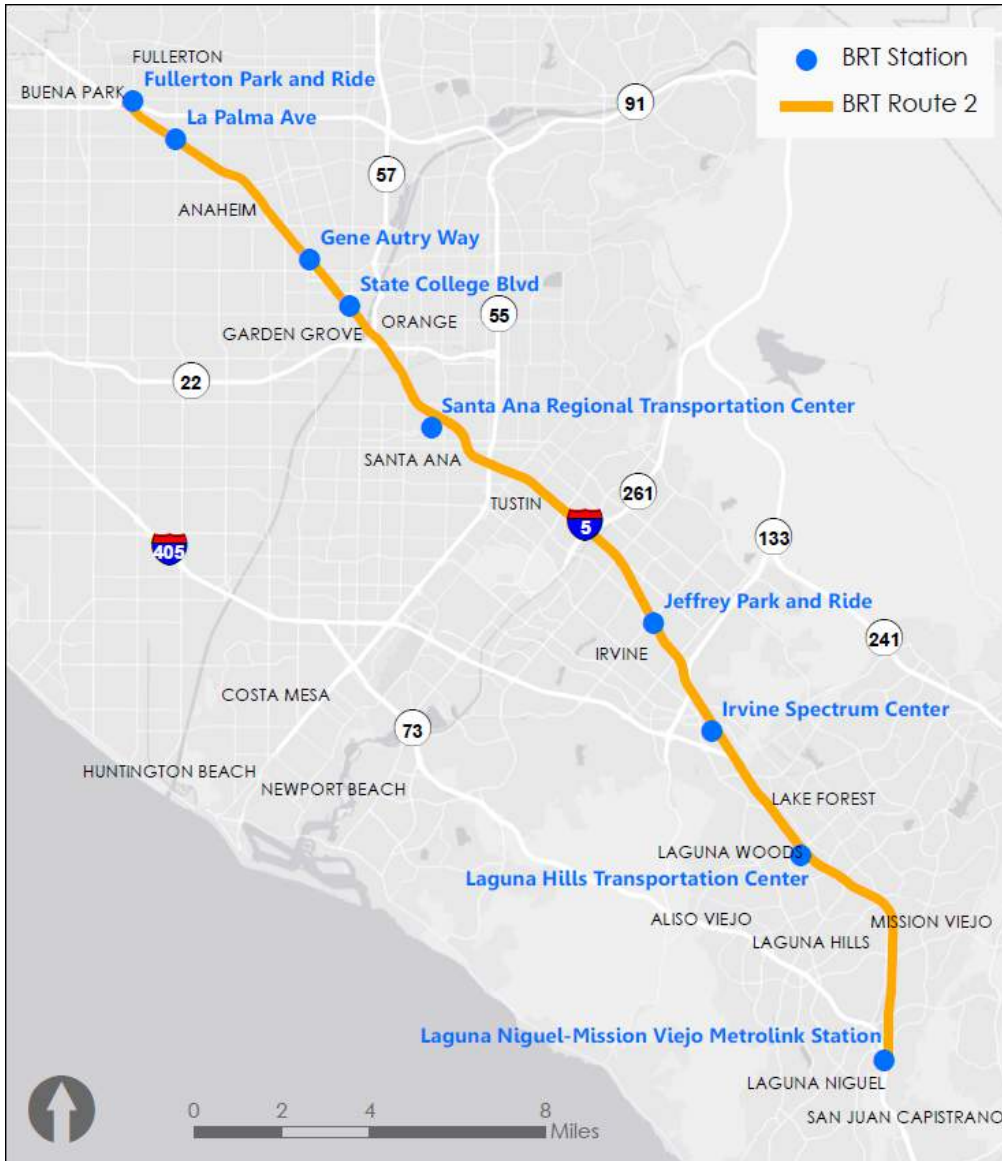 FULLERTON
Fullerton Park and Ride
BUENA PARK
La Palma Ave
BRT Station
BRT Route 2
91
57
ANAHEIM
Gene Autry Way
State College Blvd
ORANGE
55
GARDEN GROVE
22
Santa Ana Regional Transportation Center
SANTA ANA
261
TUSTIN
5
133
405
Jeffrey Park and Ride
241
IRVINE
COSTA MESA
Irvine Spectrum Center
73
HUNTINGTON BEACH
NEWPORT BEACH
LAKE FOREST
LAGUNA WOODS
Laguna Hills Transportation Center
ALISO VIEJO
MISSION VIEJO
LAGUNA HILLS
Laguna Niguel-Mission Viejo Metrolink Station
LAGUNA NIGUEL
SAN JUAN CAPISTRANO
0 2 4 8
Miles